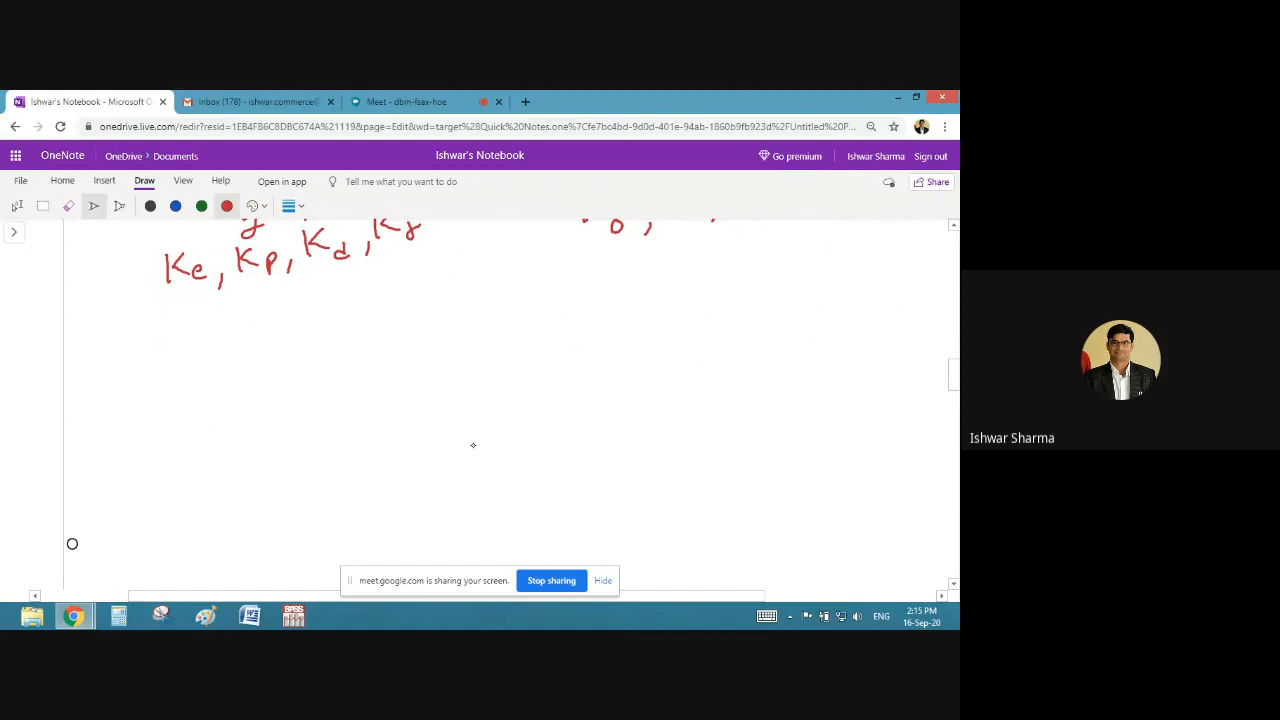 Ishwar's Notebook - Microsoft O
Inbox (178) - ishwar.commerce@
Meet - dbm-fsax-hoe
onedrive.live.com/redir?resid=1EB4FB6C8DBC674A%21119&page=Edit&wd=target%28Quick%20Notes.one%7Cfe7bc4bd-9d0d-401e-94ab-1860b9fb923d%2FUntitled%20P...
OneNote
OneDrive › Documents
Ishwar's Notebook
Go premium
Ishwar Sharma
Sign out
File
Home
Insert
Draw
View
Help
Open in app
Tell me what you want to do
Share
Ke, Kp, Kd, Kr
Ishwar Sharma
meet.google.com is sharing your screen.
Stop sharing
Hide
ENG
2:15 PM
16-Sep-20